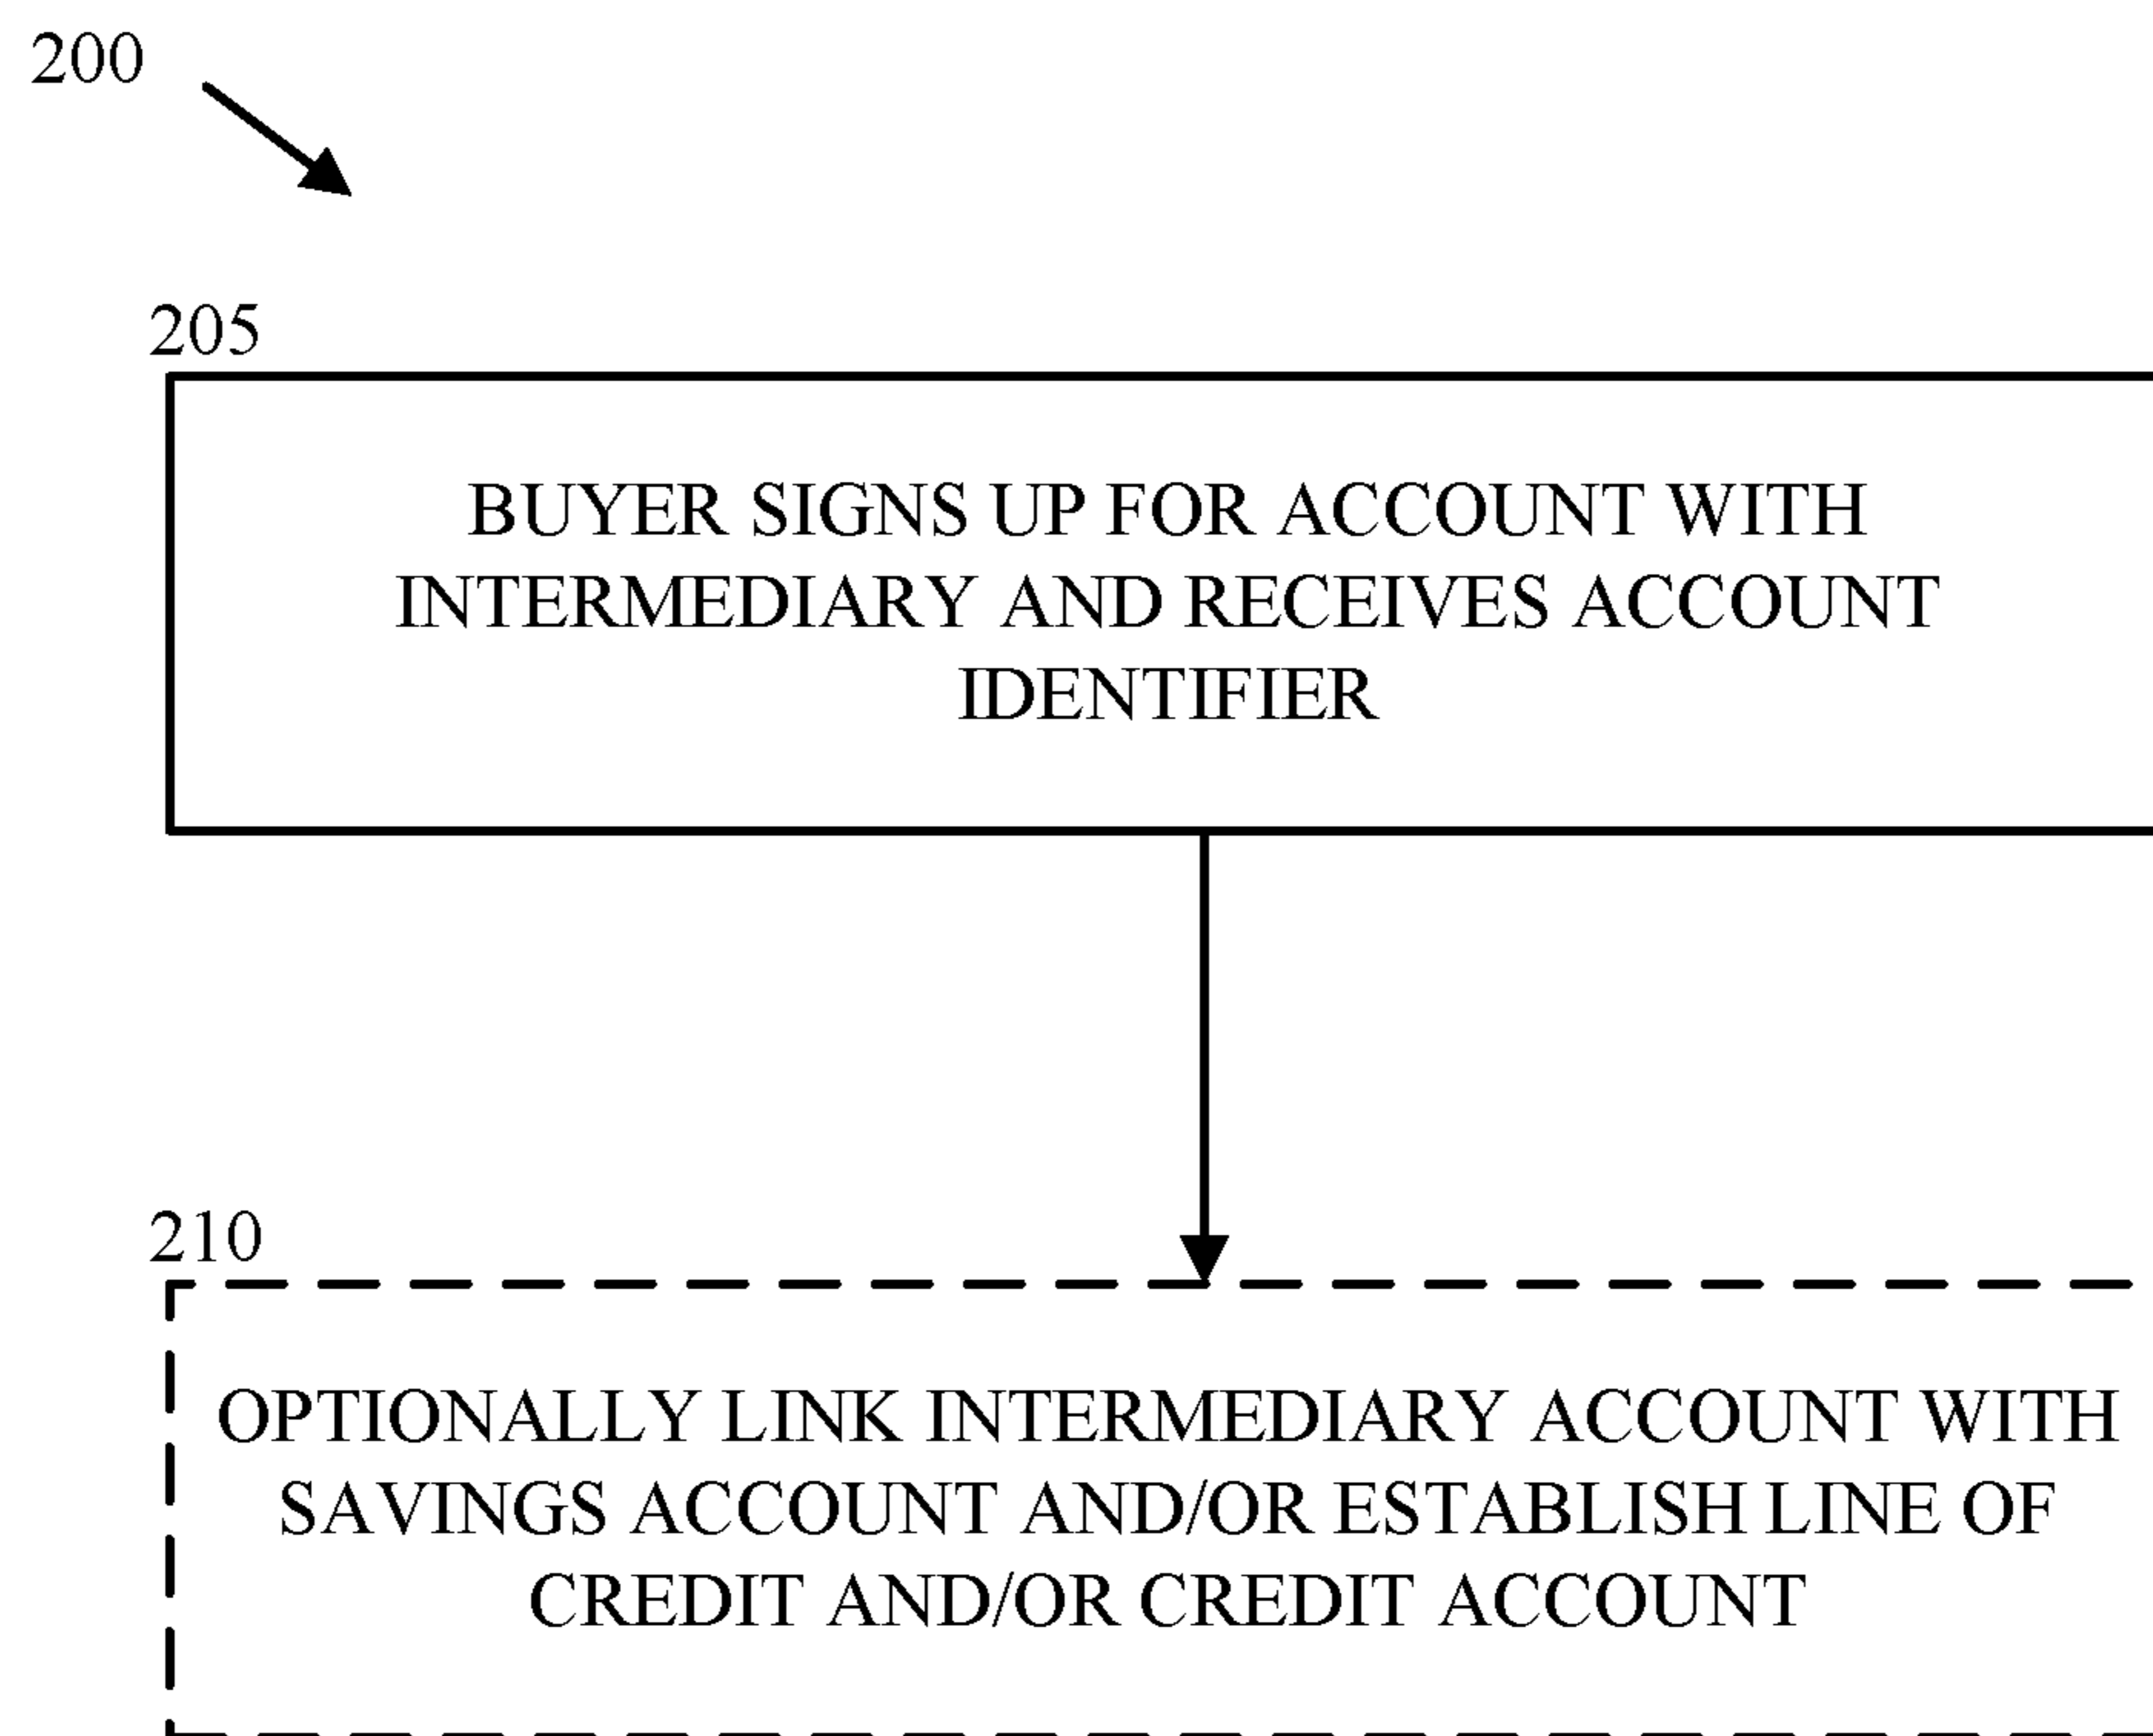 200
205
BUYER SIGNS UP FOR ACCOUNT WITH
INTERMEDIARY AND RECEIVES ACCOUNT
IDENTIFIER
210
OPTIONALLY LINK INTERMEDIARY ACCOUNT WITH
SAVINGS ACCOUNT AND/OR ESTABLISH LINE OF
CREDIT AND/OR CREDIT ACCOUNT